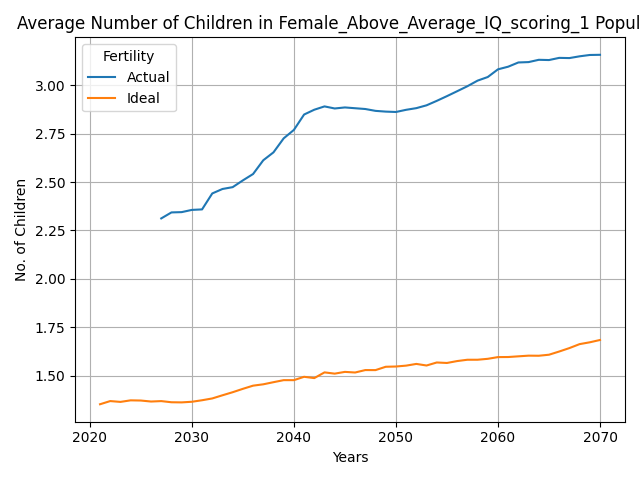 Average Number of Children in Female_Above_Average_IQ_scoring_1 Popul
Fertility
Actual
Ideal
No. of Children
3.00
2.75
2.50
2.25
2.00
1.75
1.50
2020 2030 2040 2050 2060 2070
Years